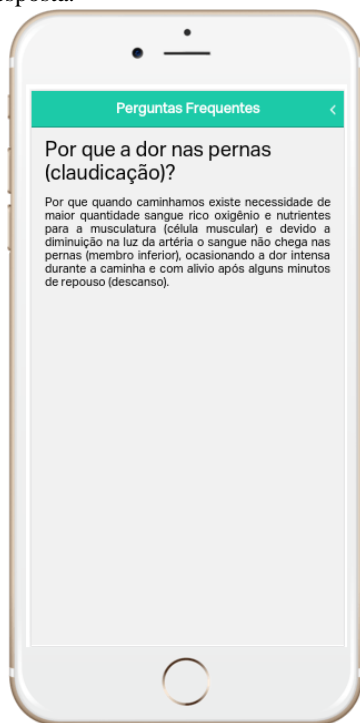 Perguntas Frequentes
Por que a dor nas pernas
(claudicação)?
Por que quando caminhamos existe necessidade de
maior quantidade sangue rico oxigênio e nutrientes
para a musculatura (célula muscular) e devido a
diminuição na luz da artéria o sangue não chega nas
pernas (membro inferior), ocasionando a dor intensa
durante a caminha e com alivio após alguns minutos
de repouso (descanso).